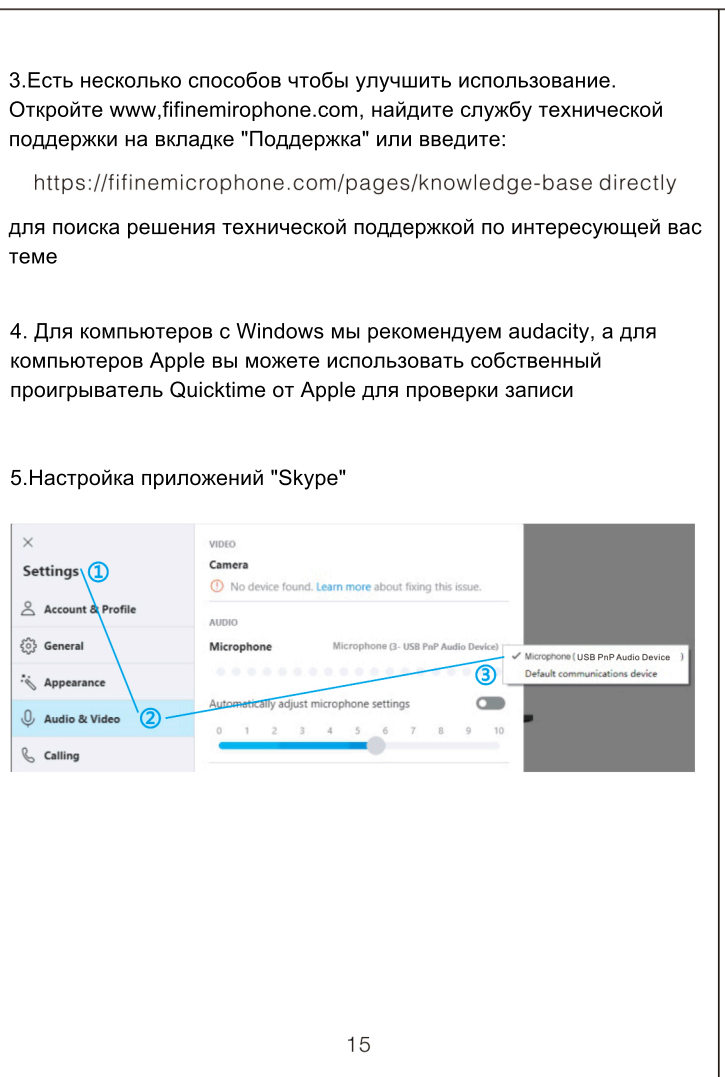 3.Есть несколько способов чтобы улучшить использование.
Откройте www,fifinemirophone.com, найдите службу технической
поддержки на вкладке "Поддержка" или введите:
https://fifinemicrophone.com/pages/knowledge-base directly
для поиска решения технической поддержкой по интересующей вас
теме
4. Для компьютеров с Windows мы рекомендуем audacity, а для
компьютеров Apple вы можете использовать собственный
проигрыватель Quicktime от Apple для проверки записи
5.Настройка приложений "Skype"
Settings ①
Account & Profile
General
Appearance
Audio & Video ②
Calling
VIDEO
Camera
No device found. Learn more about fixing this issue.
AUDIO
Microphone Microphone (3- USB PnP Audio Device)
③
Automatically adjust microphone settings
0 1 2 3 4 5 6 7 8 9 10
✓ Microphone ( USB PnP Audio Device )
Default communications device
15